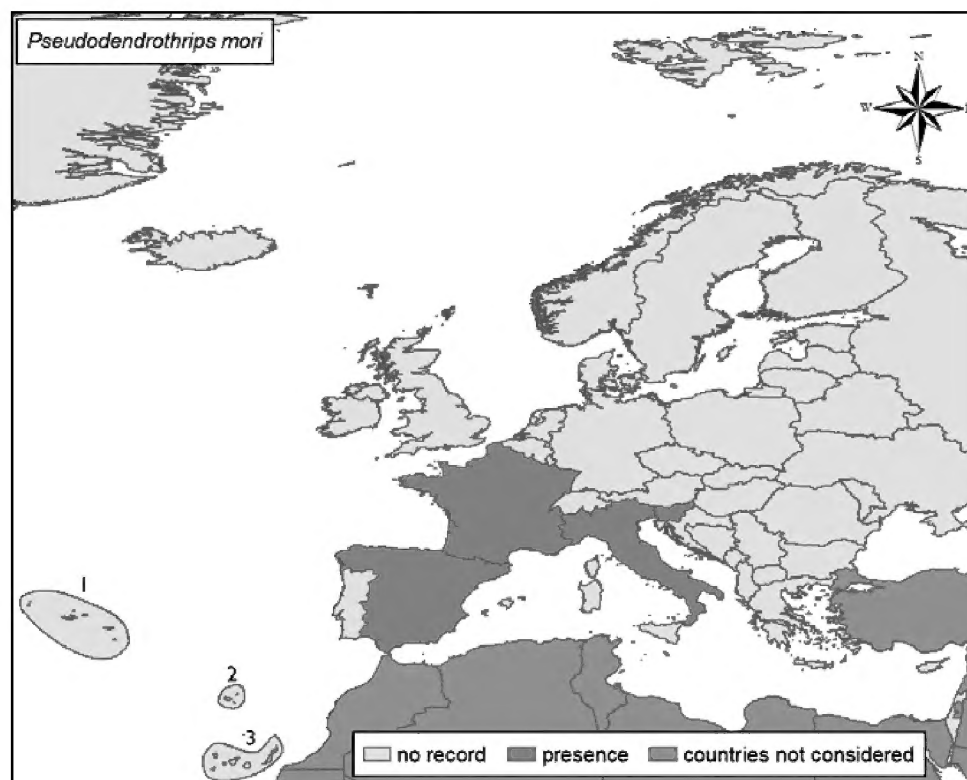 Pseudodendrothrips mori
N
W
E
S
1
2
3
no record
presence
countries not considered